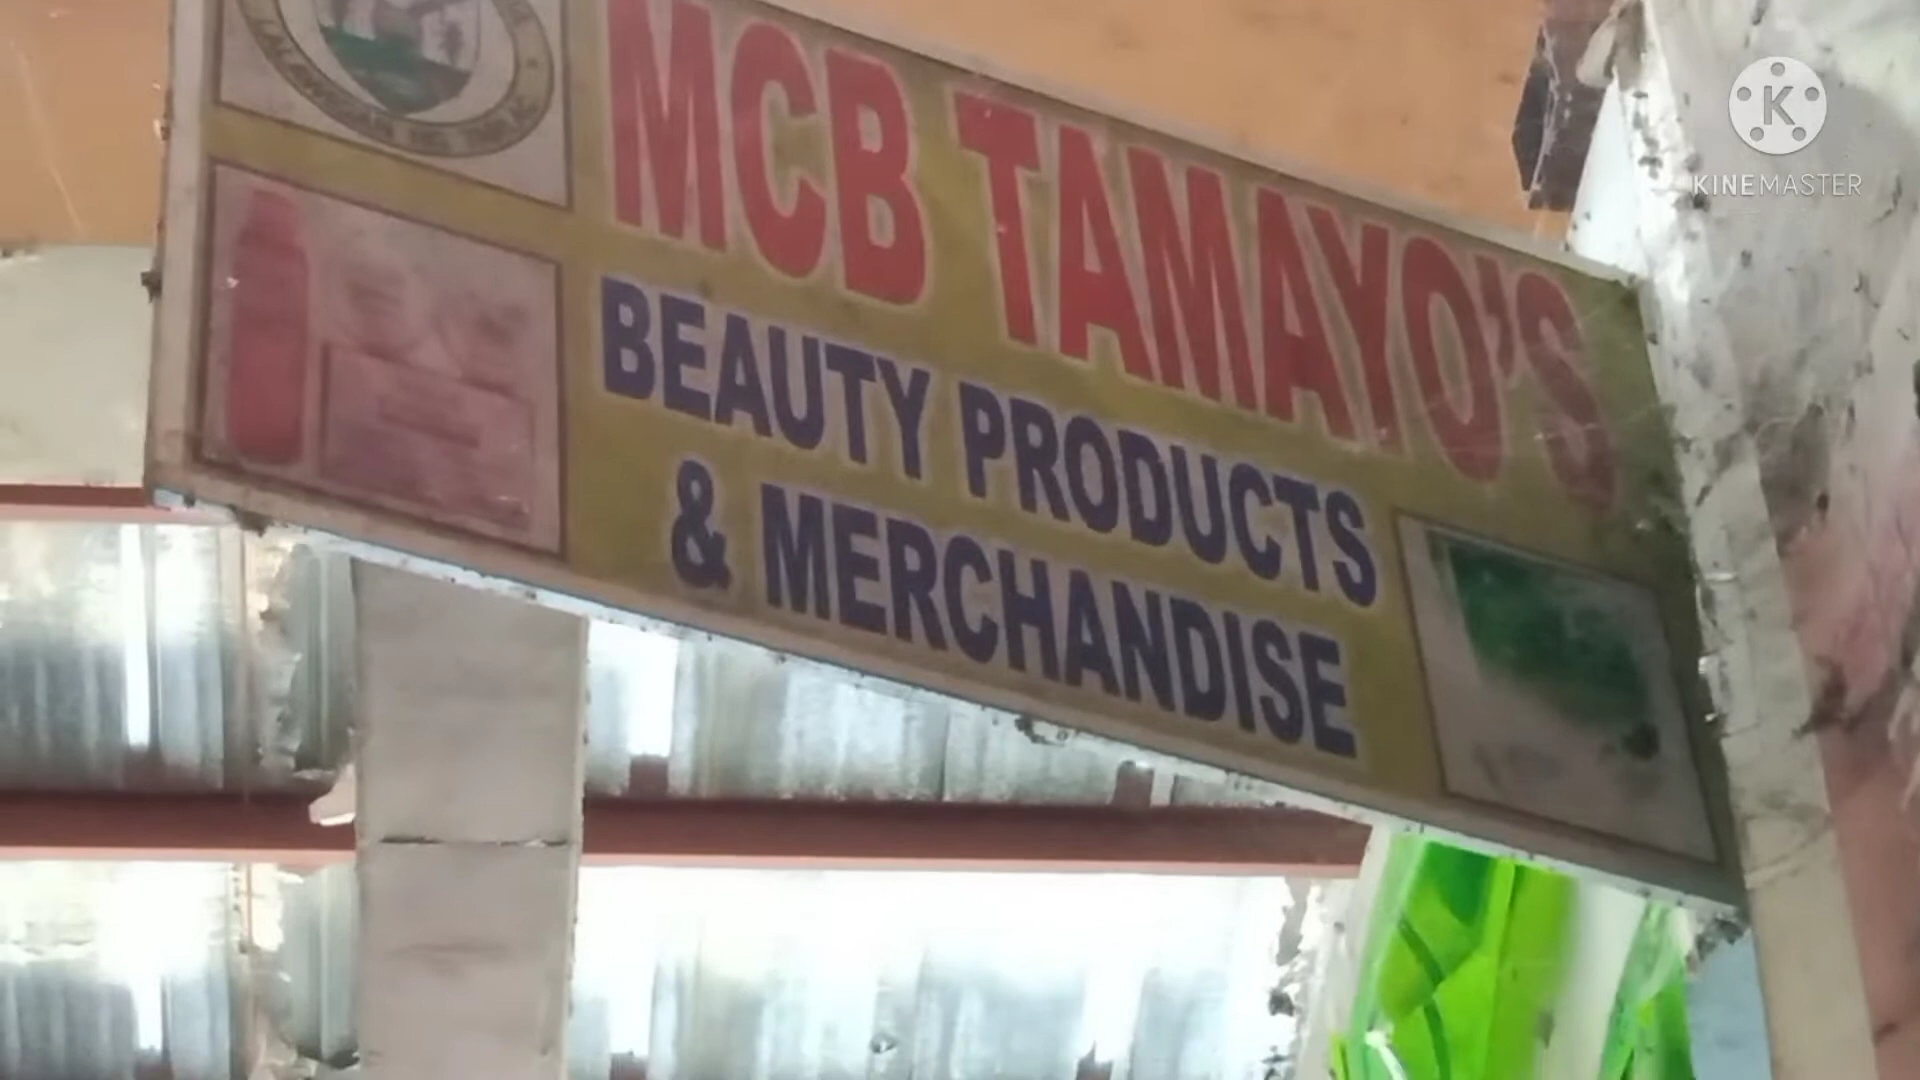 MCB TAMAYO'S
BEAUTY PRODUCTS
& MERCHANDISE
K
KINEMASTER